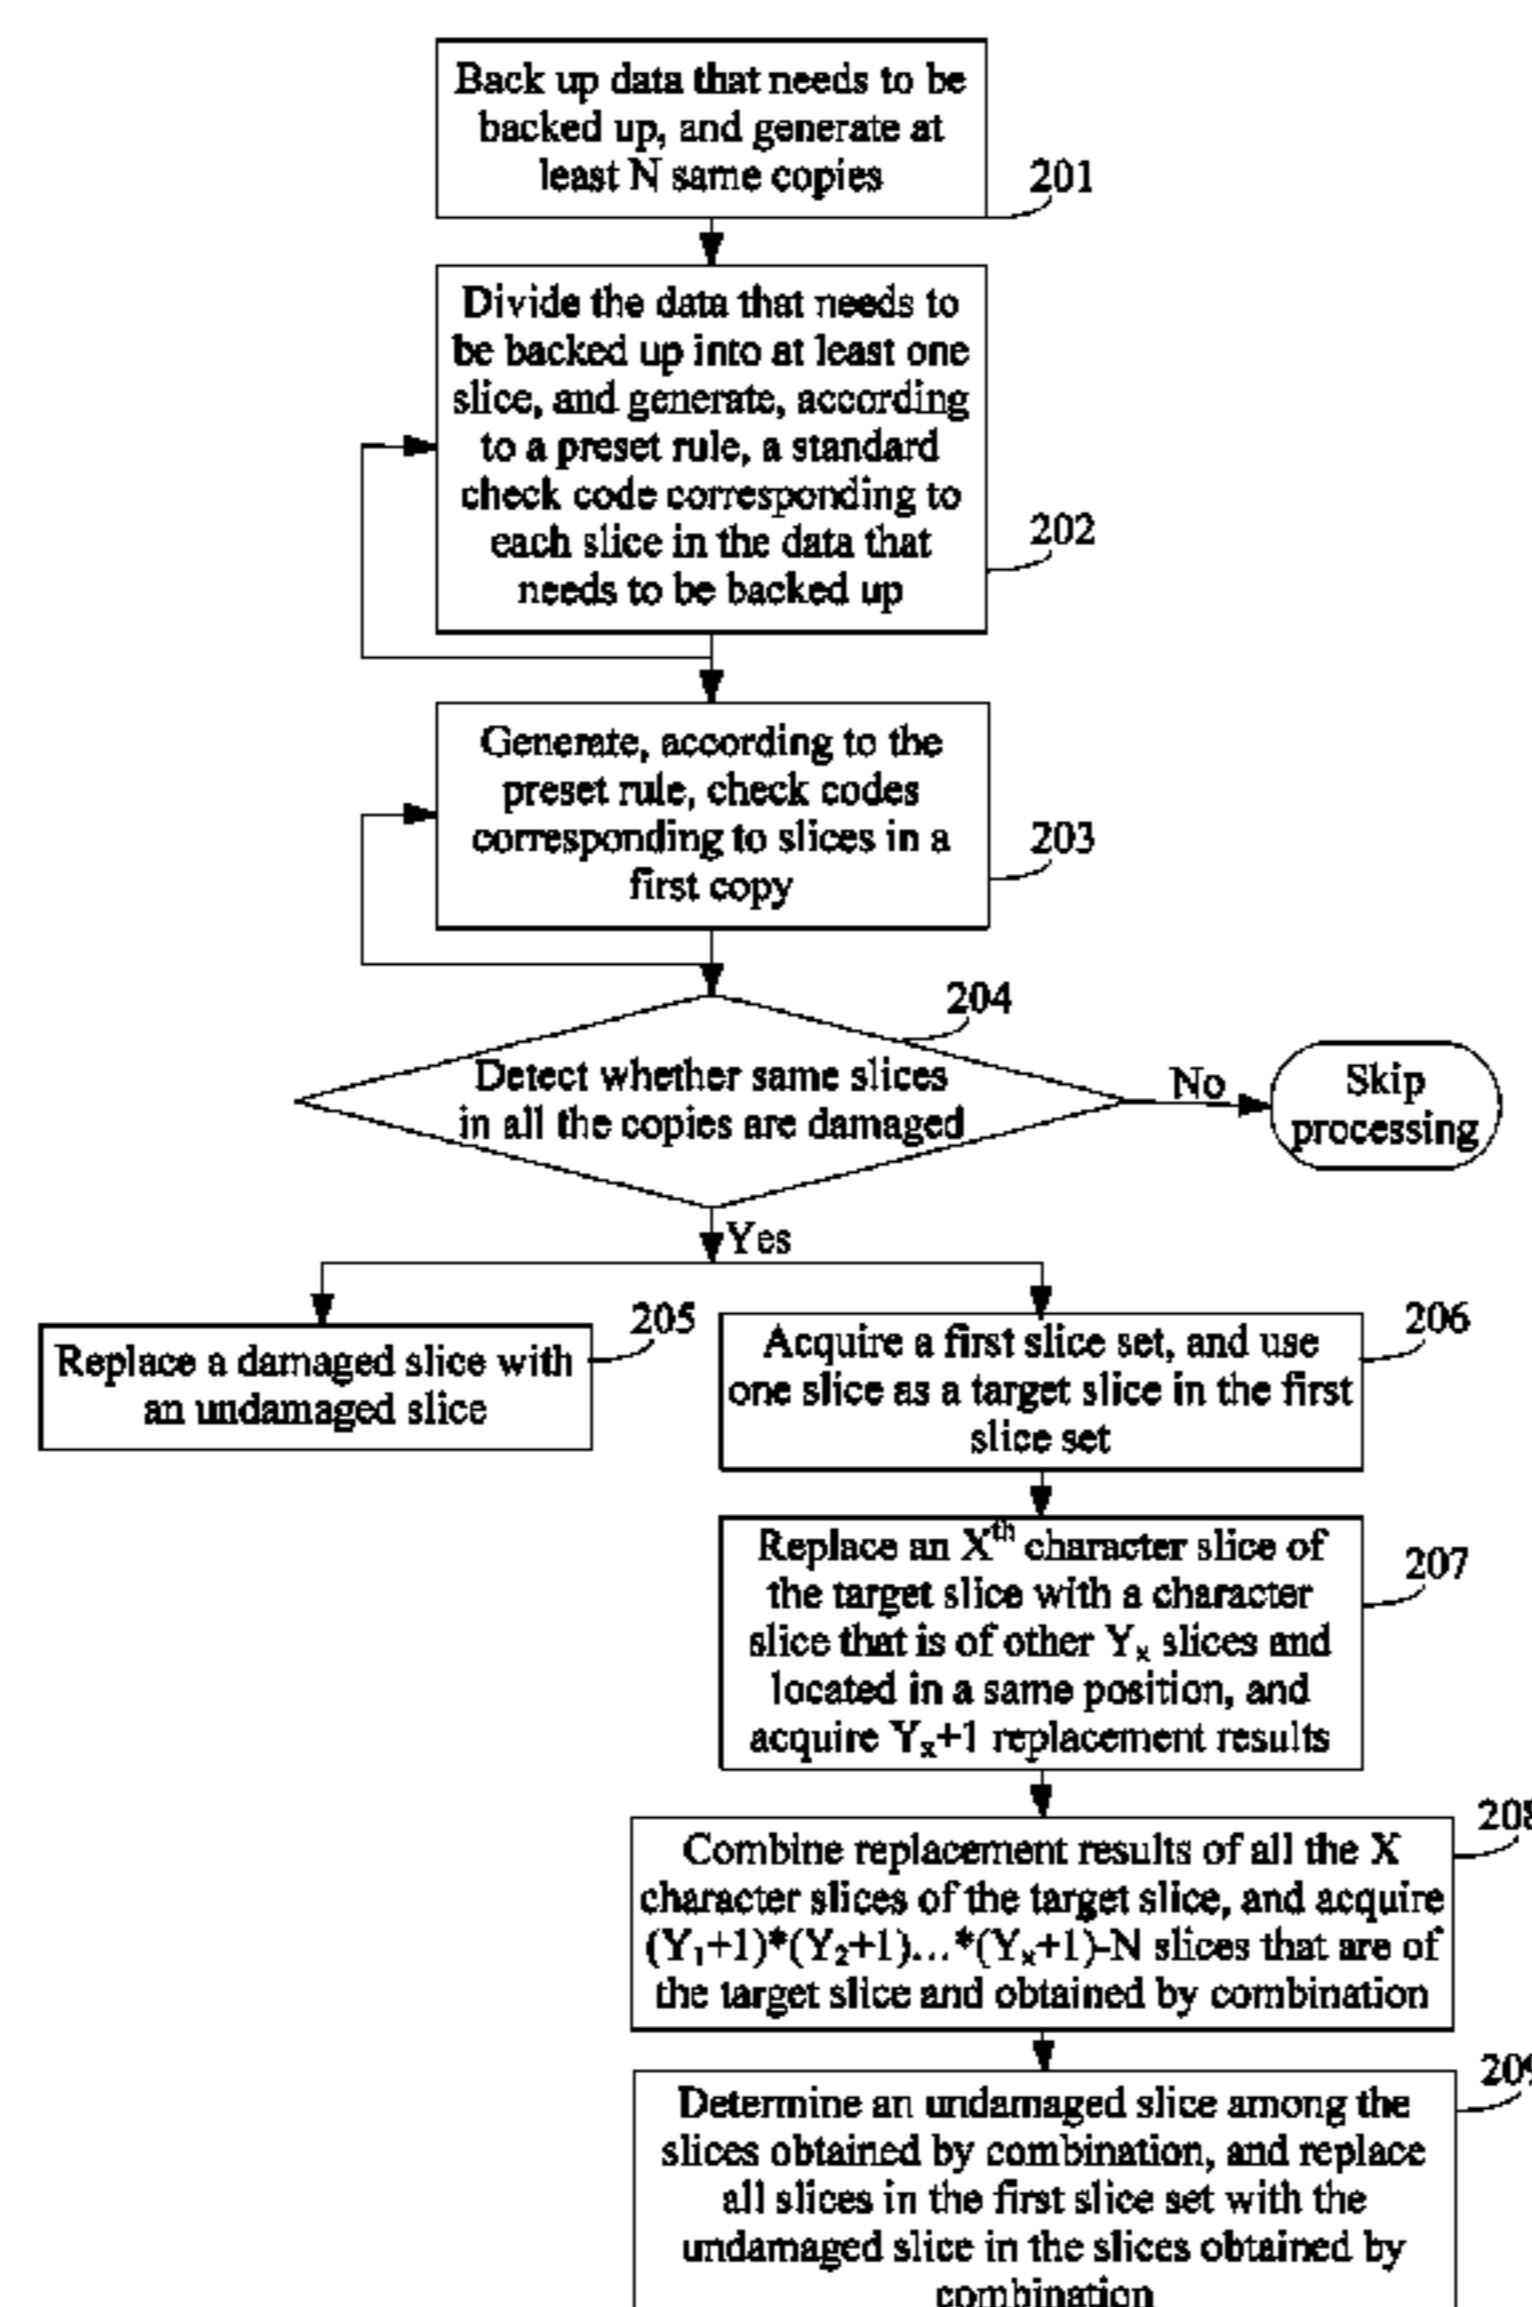 Back up data that needs to be
backed up, and generate at
least N same copies
201
Divide the data that needs to
be backed up into at least one
slice, and generate, according
to a preset rule, a standard
check code corresponding to
each slice in the data that
needs to be backed up
202
Generate, according to the
preset rule, check codes
corresponding to slices in a
first copy
203
204
Detect whether same slices
in all the copies are damaged
No
Skip
processing
Yes
Replace a damaged slice with
an undamaged slice
205
Acquire a first slice set, and use
one slice as a target slice in the first
slice set
206
Replace an Xth character slice of
the target slice with a character
slice that is of other Yx slices and
located in a same position, and
acquire Yx+1 replacement results
207
Combine replacement results of all the X
character slices of the target slice, and acquire
(Y1+1)*(Y2+1)...*(Yx+1)-N slices that are of
the target slice and obtained by combination
208
Determine an undamaged slice among the
slices obtained by combination, and replace
all slices in the first slice set with the
undamaged slice in the slices obtained by
combination
209